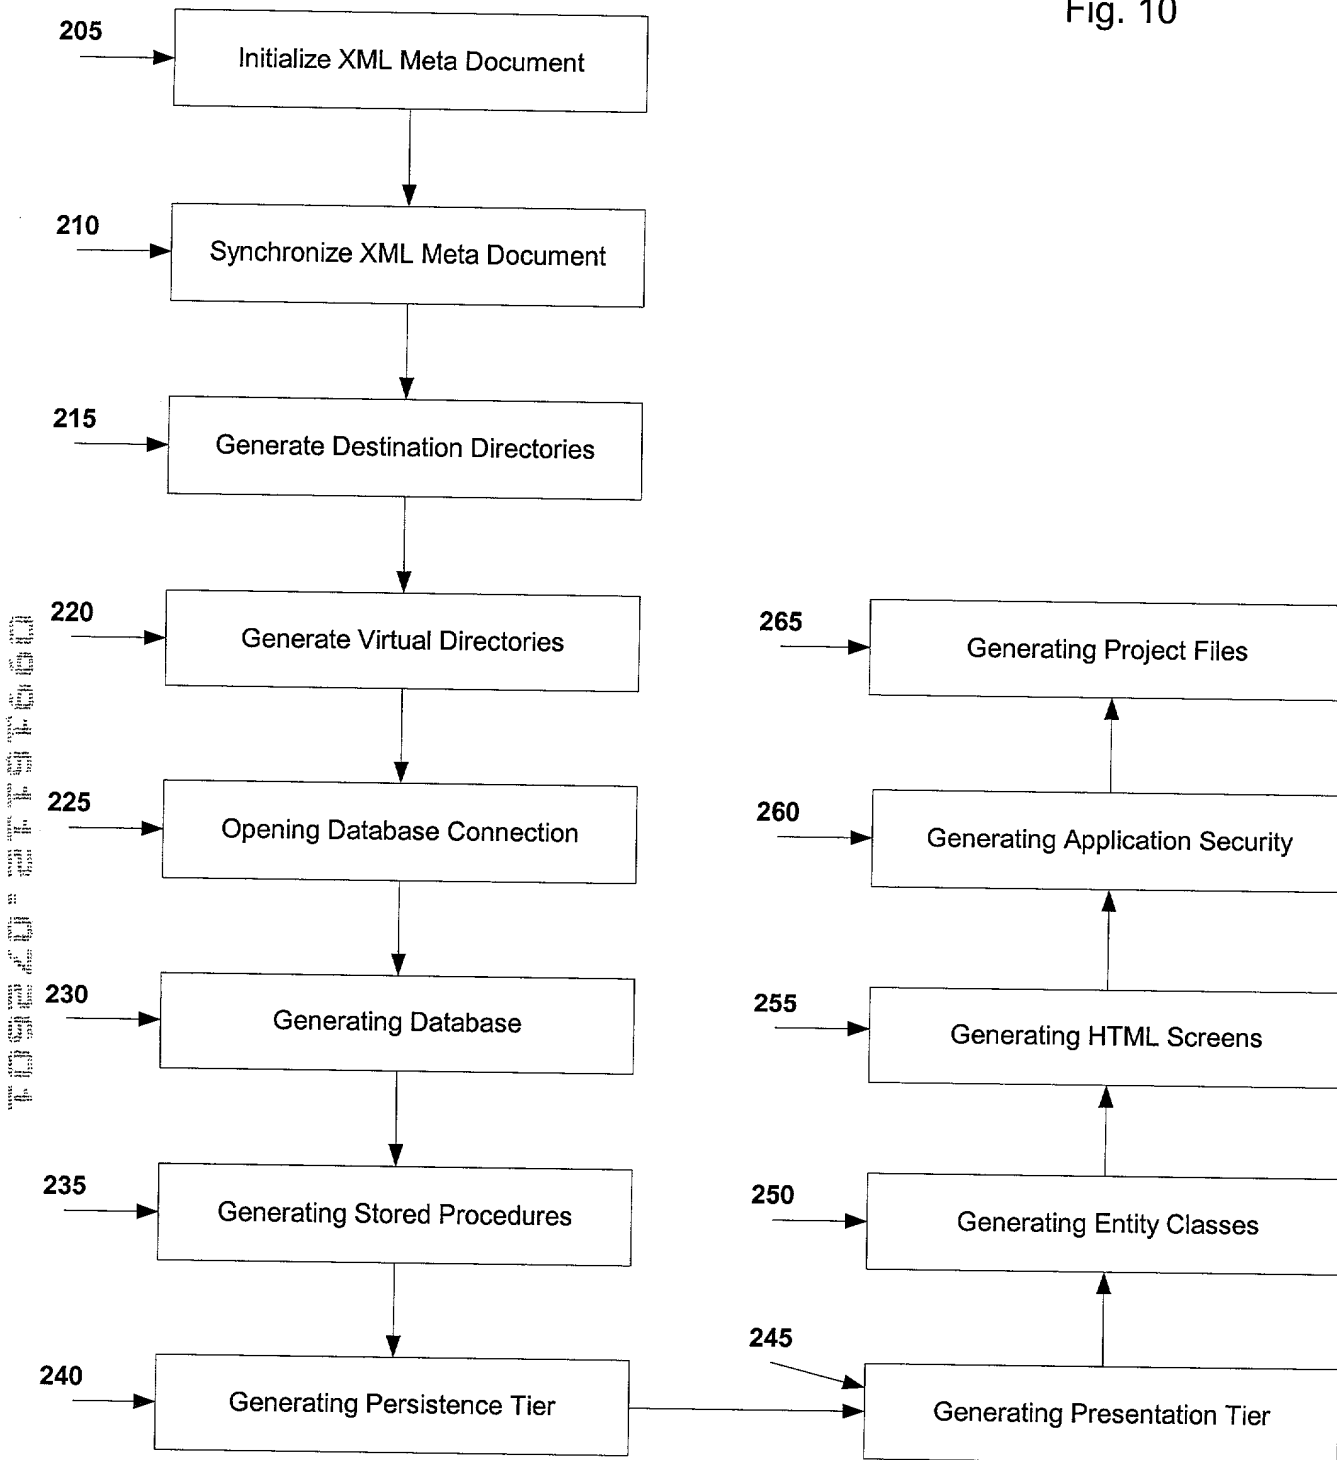 Fig. 10
205
Initialize XML Meta Document
210
Synchronize XML Meta Document
215
Generate Destination Directories
220
Generate Virtual Directories
225
Opening Database Connection
230
Generating Database
235
Generating Stored Procedures
240
Generating Persistence Tier
245
Generating Presentation Tier
250
Generating Entity Classes
255
Generating HTML Screens
260
Generating Application Security
265
Generating Project Files